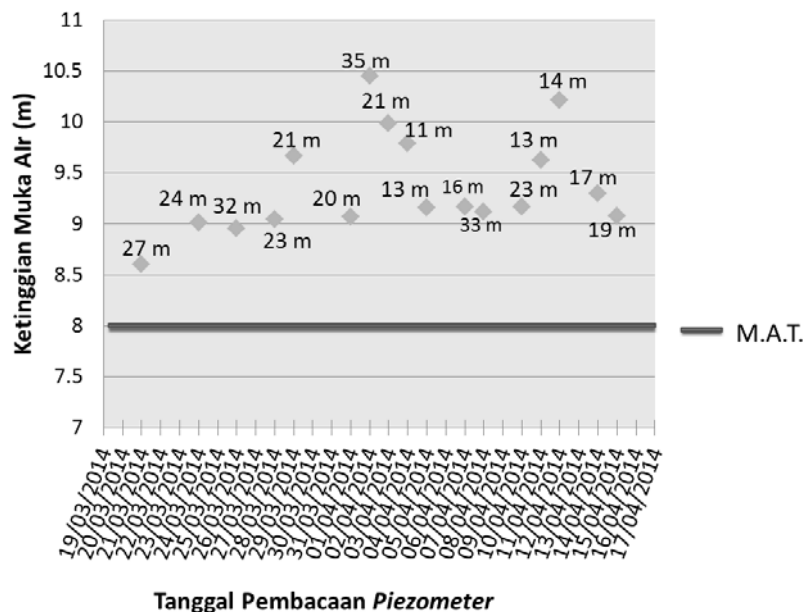 11
10.5
10
9.5
9
8.5
8
7.5
7
Ketinggian Muka AIr (m)
27 m
24 m
32 m
23 m
21 m
20 m
35 m
21 m
11 m
13 m
16 m
33 m
23 m
13 m
14 m
17 m
19 m
M.A.T.
19/03/2014
20/03/2014
21/03/2014
22/03/2014
23/03/2014
24/03/2014
25/03/2014
26/03/2014
27/03/2014
28/03/2014
29/03/2014
30/03/2014
31/03/2014
01/04/2014
02/04/2014
03/04/2014
04/04/2014
05/04/2014
06/04/2014
07/04/2014
08/04/2014
09/04/2014
10/04/2014
11/04/2014
12/04/2014
13/04/2014
14/04/2014
15/04/2014
16/04/2014
17/04/2014
Tanggal Pembacaan Piezometer